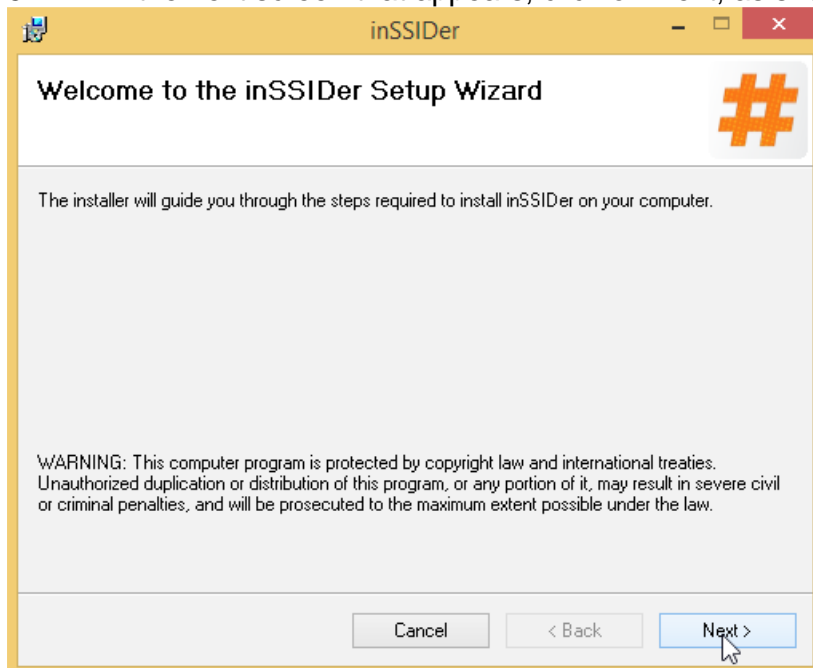 inSSIDer
Welcome to the inSSIDer Setup Wizard
The installer will guide you through the steps required to install inSSIDer on your computer.
WARNING: This computer program is protected by copyright law and international treaties.
Unauthorized duplication or distribution of this program, or any portion of it, may result in severe civil
or criminal penalties, and will be prosecuted to the maximum extent possible under the law.
Cancel < Back Next >